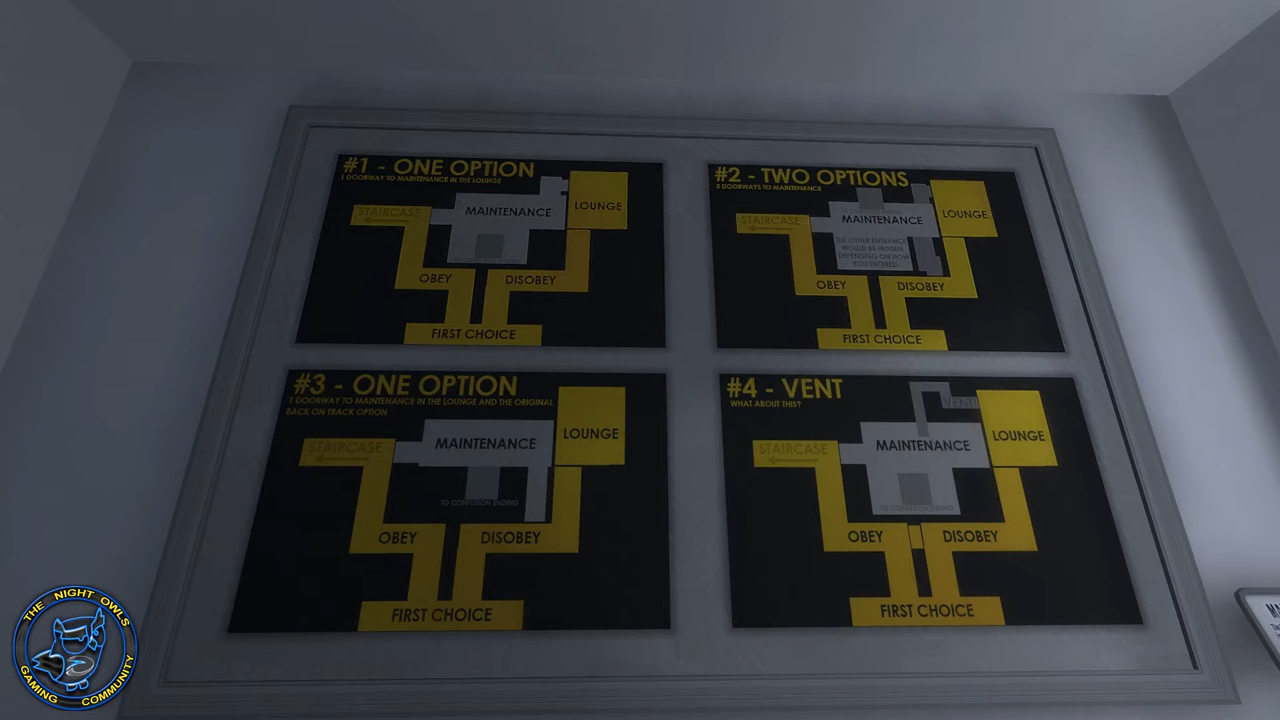 #1 - ONE OPTION
1 DOORWAY TO MAINTENANCE IN THE LOUNGE
STAIRCASE
MAINTENANCE
LOUNGE
OBEY
DISOBEY
FIRST CHOICE
#2 - TWO OPTIONS
2 DOORWAYS TO MAINTENANCE
STAIRCASE
MAINTENANCE
LOUNGE
THE OTHER ENTRANCE
WOULD BE HIDDEN
DEPENDING ON HOW
YOU ENTERED
OBEY
DISOBEY
FIRST CHOICE
#3 - ONE OPTION
1 DOORWAY TO MAINTENANCE IN THE LOUNGE AND THE ORIGINAL
BACK ON TRACK OPTION
STAIRCASE
MAINTENANCE
LOUNGE
TO CONFUSION ENDING
OBEY
DISOBEY
FIRST CHOICE
#4 - VENT
WHAT ABOUT THIS?
VENT!
STAIRCASE
MAINTENANCE
LOUNGE
TO CONFUSION ENDING
OBEY
DISOBEY
FIRST CHOICE
THE NIGHT OWLS
GAMING COMMUNITY